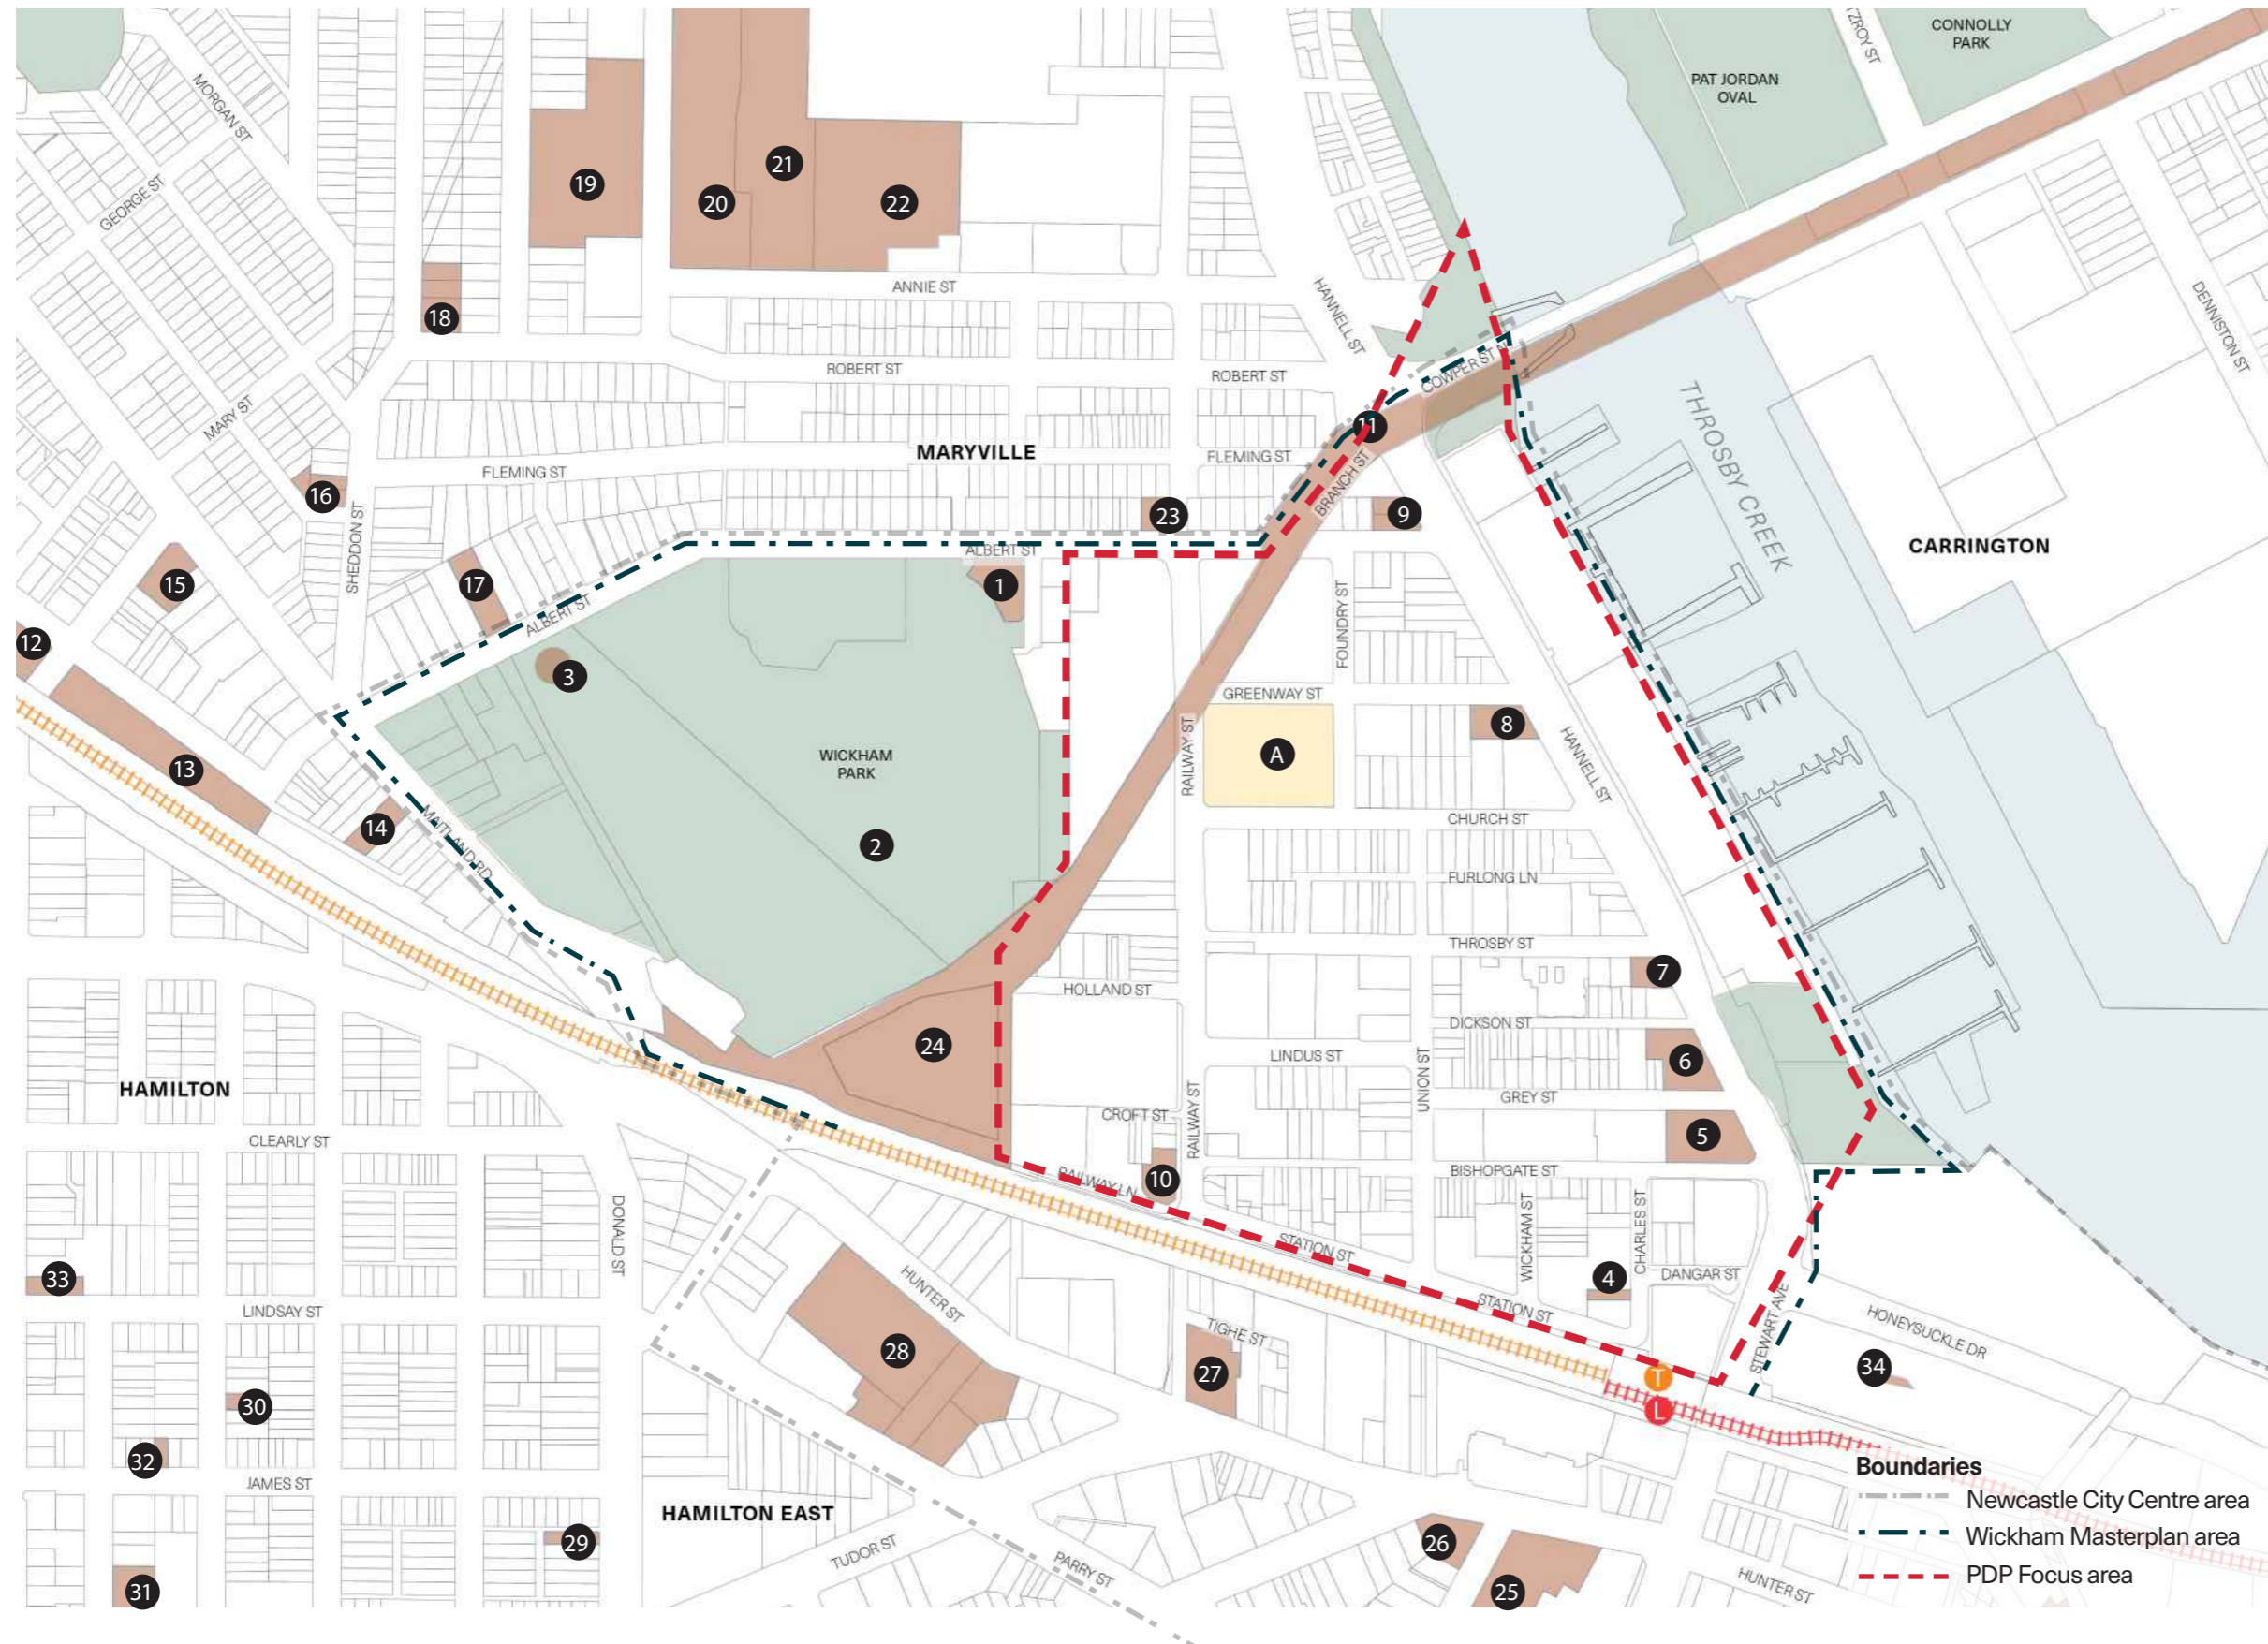 CONNOLLY
PARK
TZROY ST
PAT JORDAN
OVAL
MORGAN ST
21
19
GEORGE ST
20
22
ANNIE ST
HANNELL ST
18
DENNISTON ST
ROBERT ST
ROBERT ST
COWPER ST
THROSBY CREEK
MARY ST
11
MARYVILLE
FLEMING ST
FLEMING ST
BRANCH ST
16
23
9
SHEDDON ST
CARRINGTON
ALBERT ST
15
17
1
ALBERT ST
FOUNDRY ST
12
3
GREENWAY ST
8
WICKHAM
PARK
RAILWAY ST
A
HANNELL ST
13
14
MAITLAND RD
2
CHURCH ST
FURLONG LN
THROSBY ST
7
HOLLAND ST
DICKSON ST
24
LINDUS ST
UNION ST
6
HAMILTON
GREY ST
CROFT ST
RAILWAY ST
CLEARLY ST
5
RAILWAY LN
10
BISHOPGATE ST
DONALD ST
WICKHAM ST
CHARLES ST
STATION ST
33
4
DANGAR ST
HUNTER ST
LINDSAY ST
STATION ST
STEWART AVE
HONEYSUCKLE DR
TIGHE ST
28
27
T
34
30
L
32
JAMES ST
Boundaries
Newcastle City Centre area
HAMILTON EAST
Wickham Masterplan area
29
26
TUDOR ST
PARRY ST
PDP Focus area
31
25
HUNTER ST